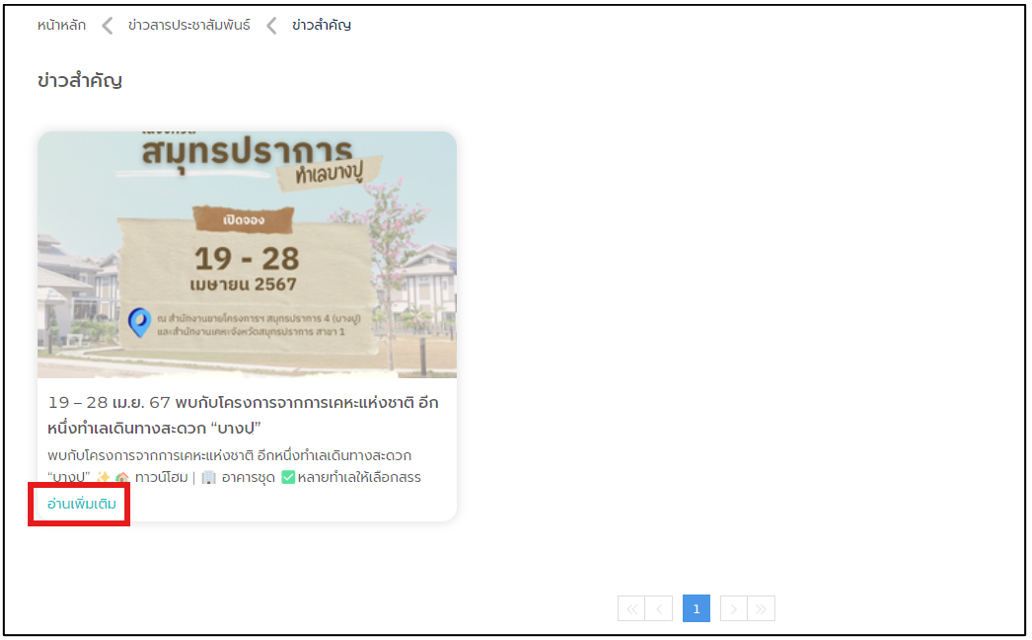 หน้าหลัก ข่าวสารประชาสัมพันธ์ ข่าวสำคัญ
ข่าวสำคัญ
สมุทรปราการ
ทำเลบางปู
เปิดจอง
19 - 28
เมษายน 2567
ณ สำนักงานขายโครงการฯ สมุทรปราการ 4 (บางปู)
และสำนักงานเคหะจังหวัดสมุทรปราการ สาขา 1
19 – 28 เม.ย. 67 พบกับโครงการจากการเคหะแห่งชาติ อีก
หนึ่งทำเลเดินทางสะดวก “บางปู”
พบกับโครงการจากการเคหะแห่งชาติ อีกหนึ่งทำเลเดินทางสะดวก
“บางปู” ✨ 🏠 ทาวน์โฮม | 🏢 อาคารชุด ✅ หลายทำเลให้เลือกสรร
อ่านเพิ่มเติม
« < 1 > »